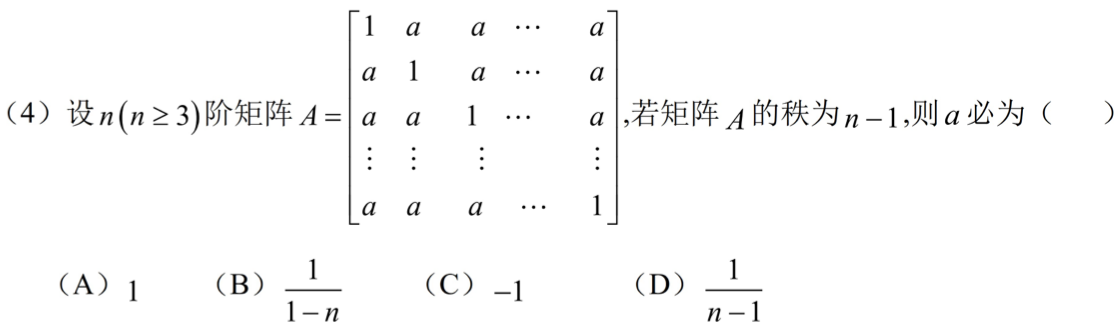 （4）设 $n(n \geq 3)$ 阶矩阵 $A = \begin{bmatrix} 1 & a & a & \cdots & a \\ a & 1 & a & \cdots & a \\ a & a & 1 & \cdots & a \\ \vdots & \vdots & \vdots & & \vdots \\ a & a & a & \cdots & 1 \end{bmatrix}$ ,若矩阵 $A$ 的秩为 $n-1$ ,则 $a$ 必为（　　）
（A）$1$　（B）$\frac{1}{1-n}$　（C）$-1$　（D）$\frac{1}{n-1}$